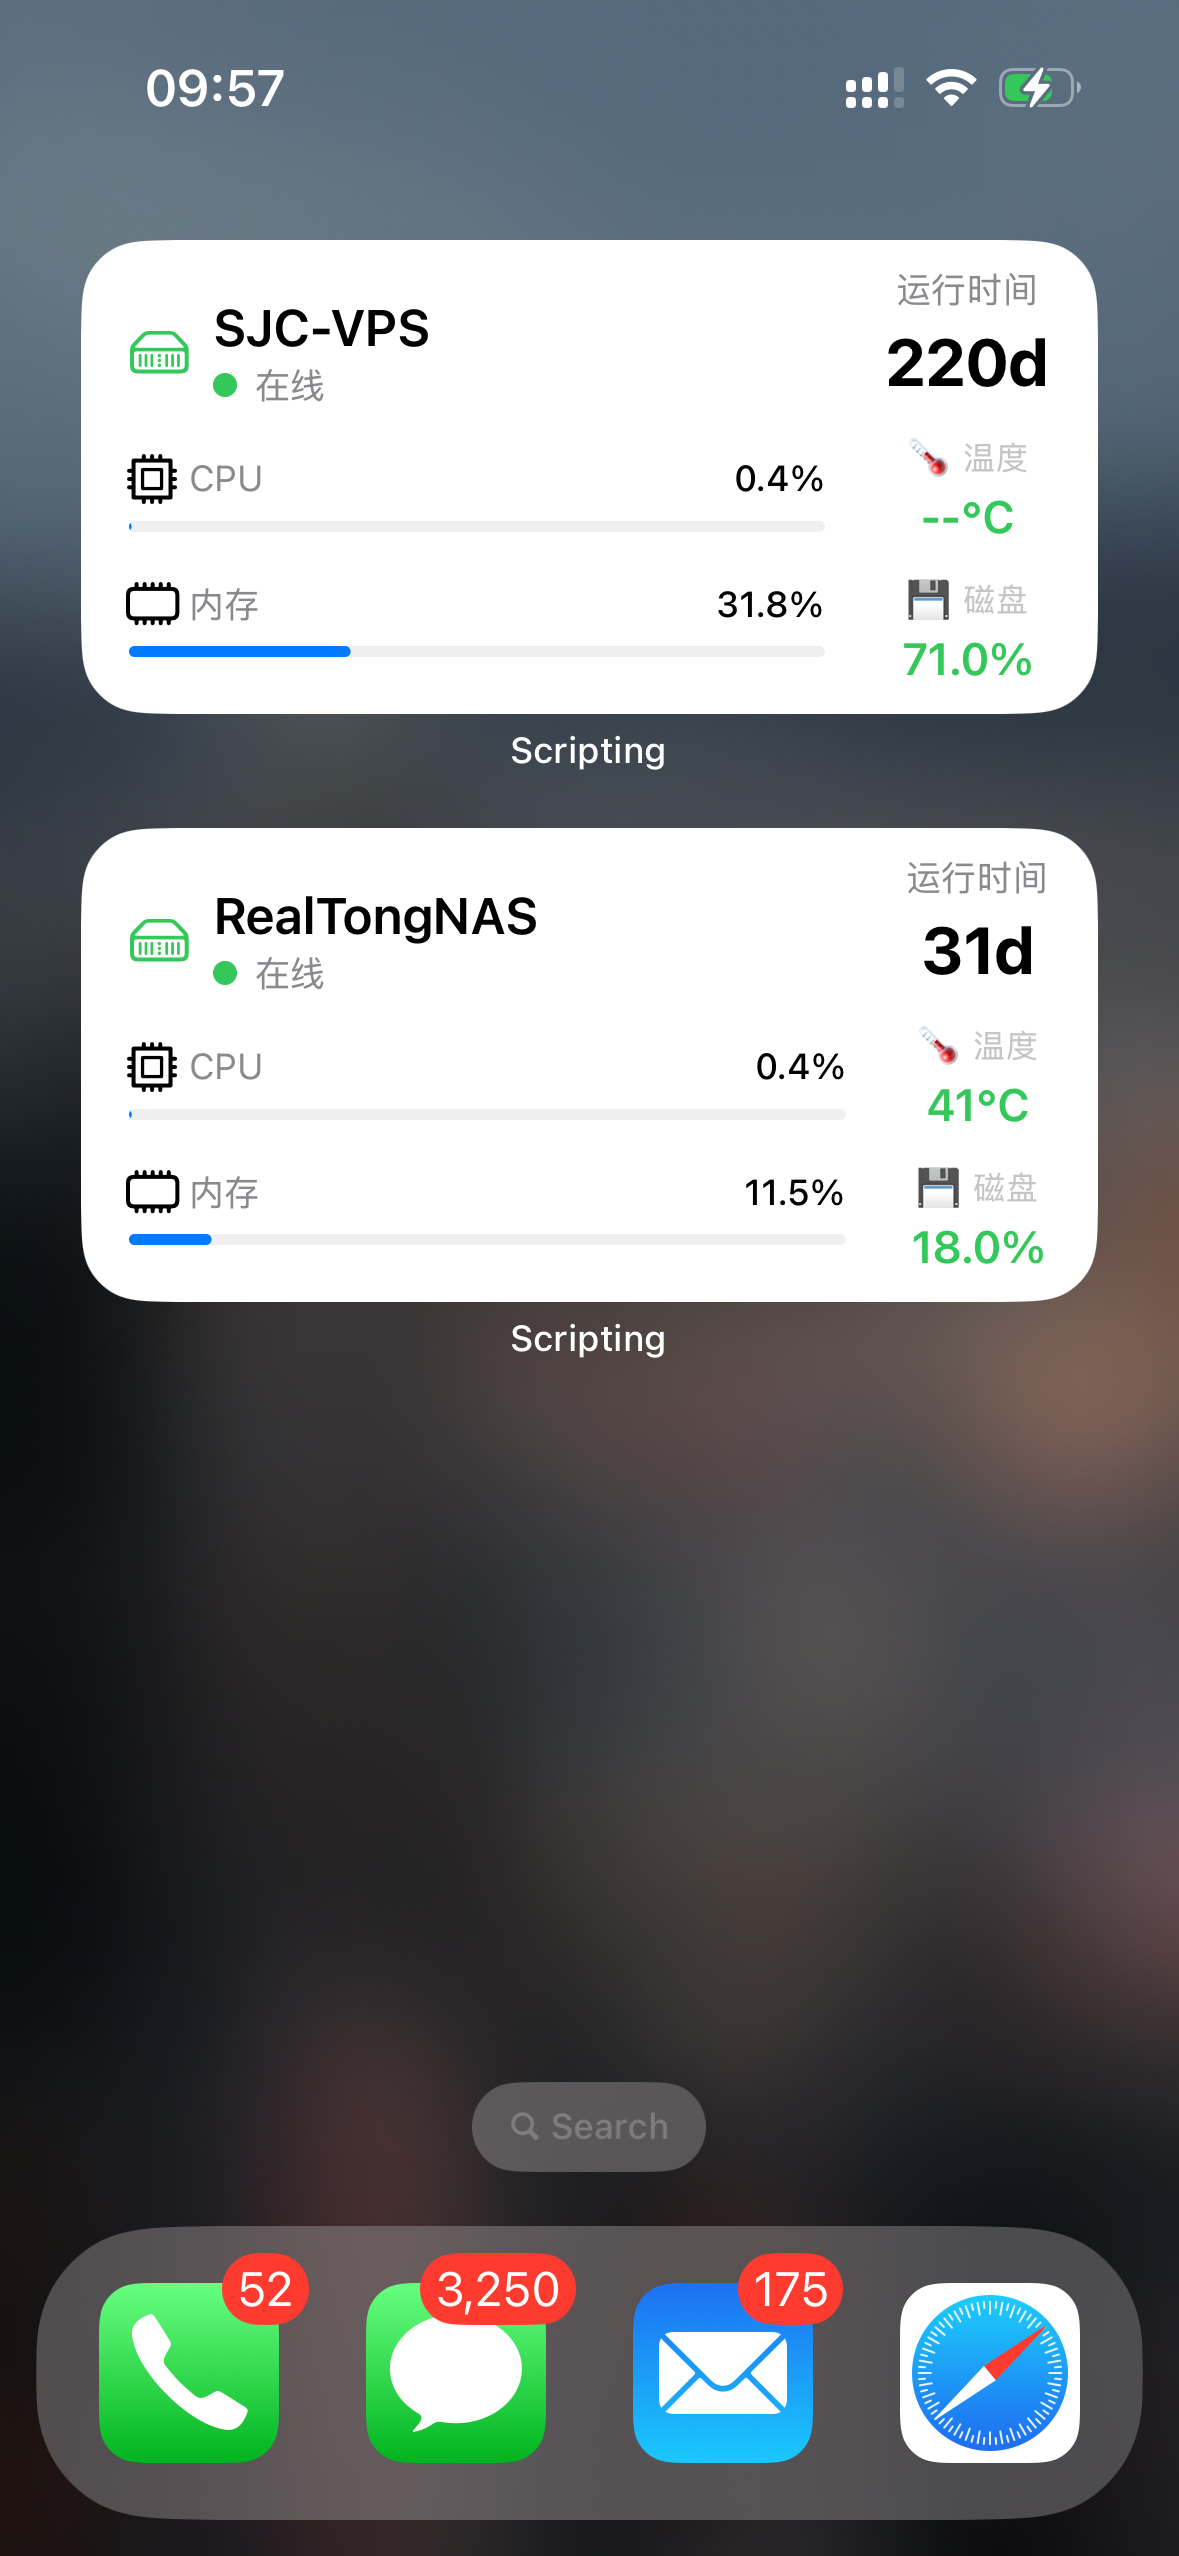 09:57
SJC-VPS
在线
运行时间
220d
CPU
0.4%
温度
--°C
内存
31.8%
磁盘
71.0%
Scripting
RealTongNAS
在线
运行时间
31d
CPU
0.4%
温度
41°C
内存
11.5%
磁盘
18.0%
Scripting
Search
52
3,250
175